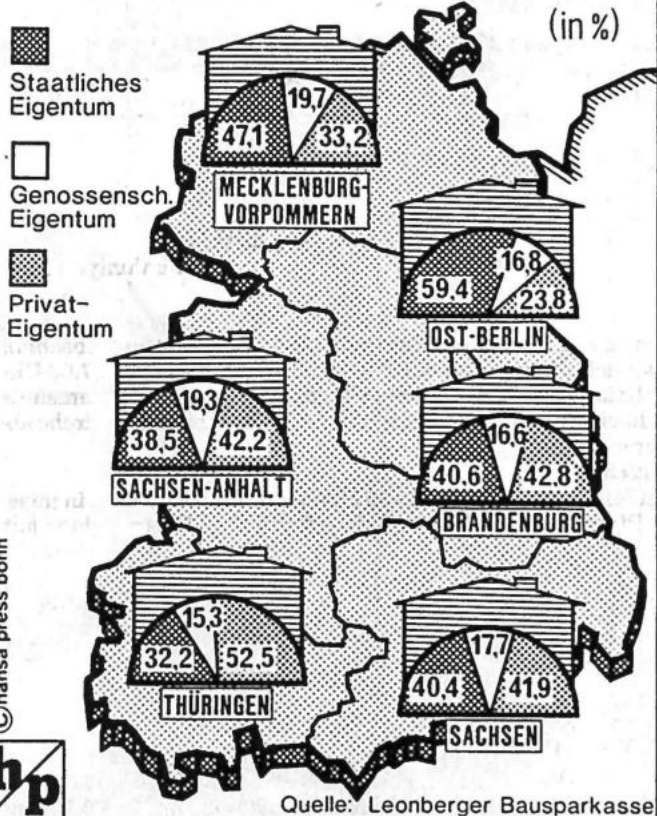 (in %)
Staatliches
Eigentum
Genossensch.
Eigentum
Privat-
Eigentum
47,1 19,7 33,2
MECKLENBURG-
VORPOMMERN
59,4 16,8 23,8
OST-BERLIN
38,5 19,3 42,2
SACHSEN-ANHALT
40.6 16,6 42.8
BRANDENBURG
32,2 15,3 52,5
THÜRINGEN
40,4 17,7 41,9
SACHSEN
© hansa press bonn
hp
Quelle: Leonberger Bausparkasse